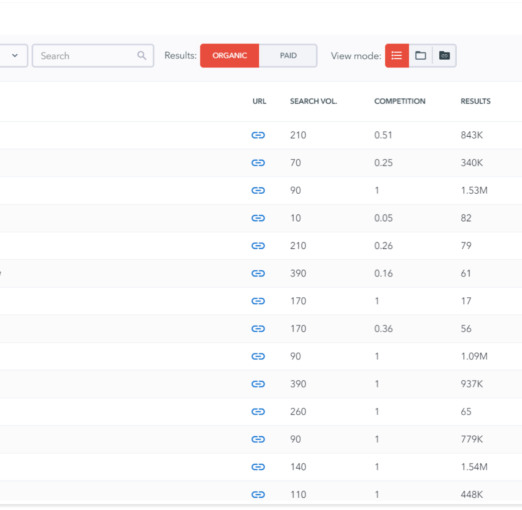 Search Results: ORGANIC PAID View mode:
URL SEARCH VOL. COMPETITION RESULTS
210 0.51 843K
70 0.25 340K
90 1 1.53M
10 0.05 82
210 0.26 79
390 0.16 61
170 1 17
170 0.36 56
90 1 1.09M
390 1 937K
260 1 65
90 1 779K
140 1 1.54M
110 1 448K